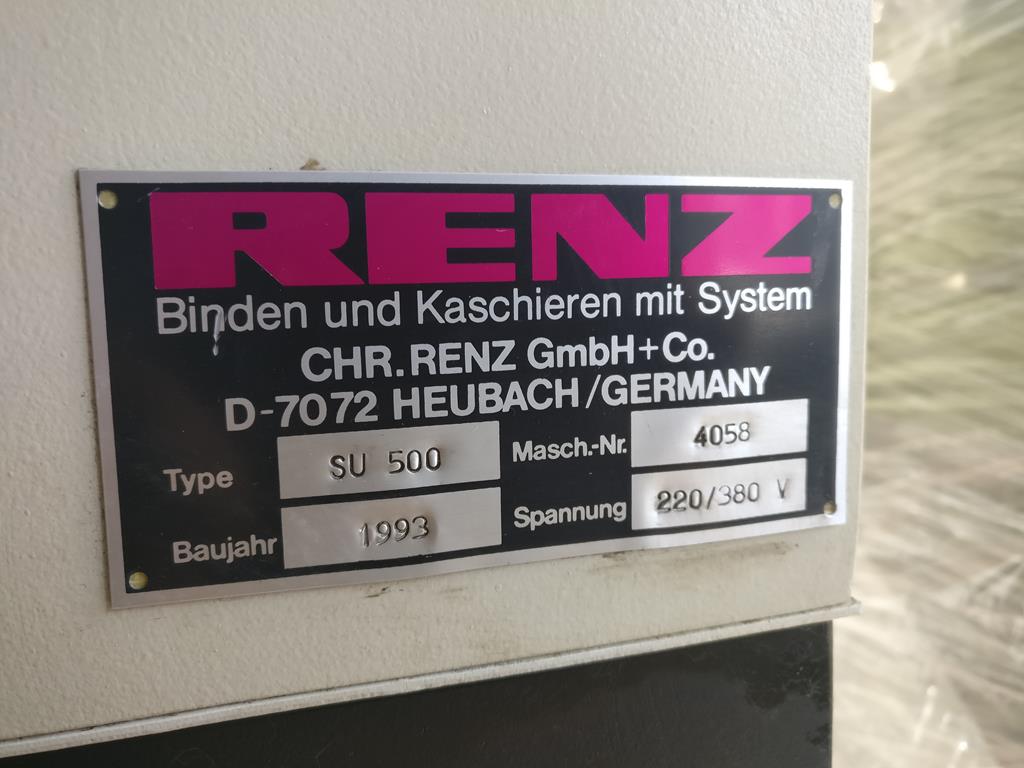 RENZ
Binden und Kaschieren mit System
CHR. RENZ GmbH+Co.
D-7072 HEUBACH/GERMANY
Type SU 500 Masch.-Nr. 4058
Baujahr 1993 Spannung 220/380 V